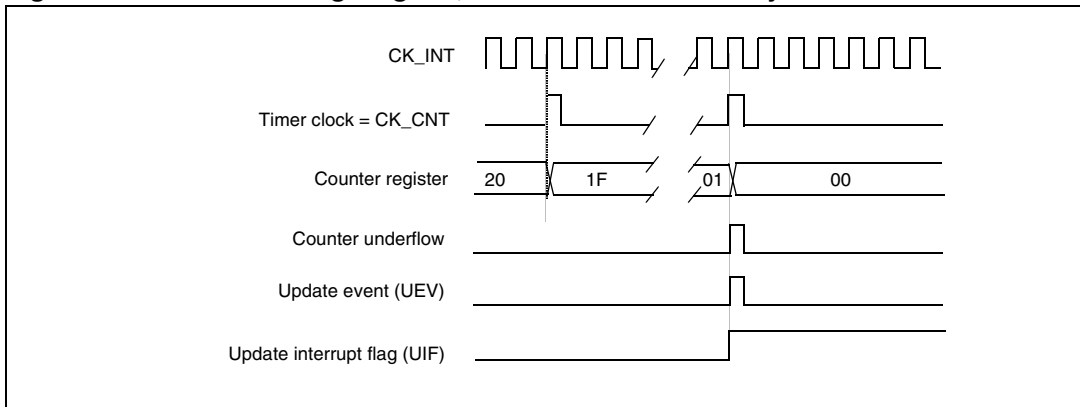 CK_INT
Timer clock = CK_CNT
Counter register 20 1F 01 00
Counter underflow
Update event (UEV)
Update interrupt flag (UIF)